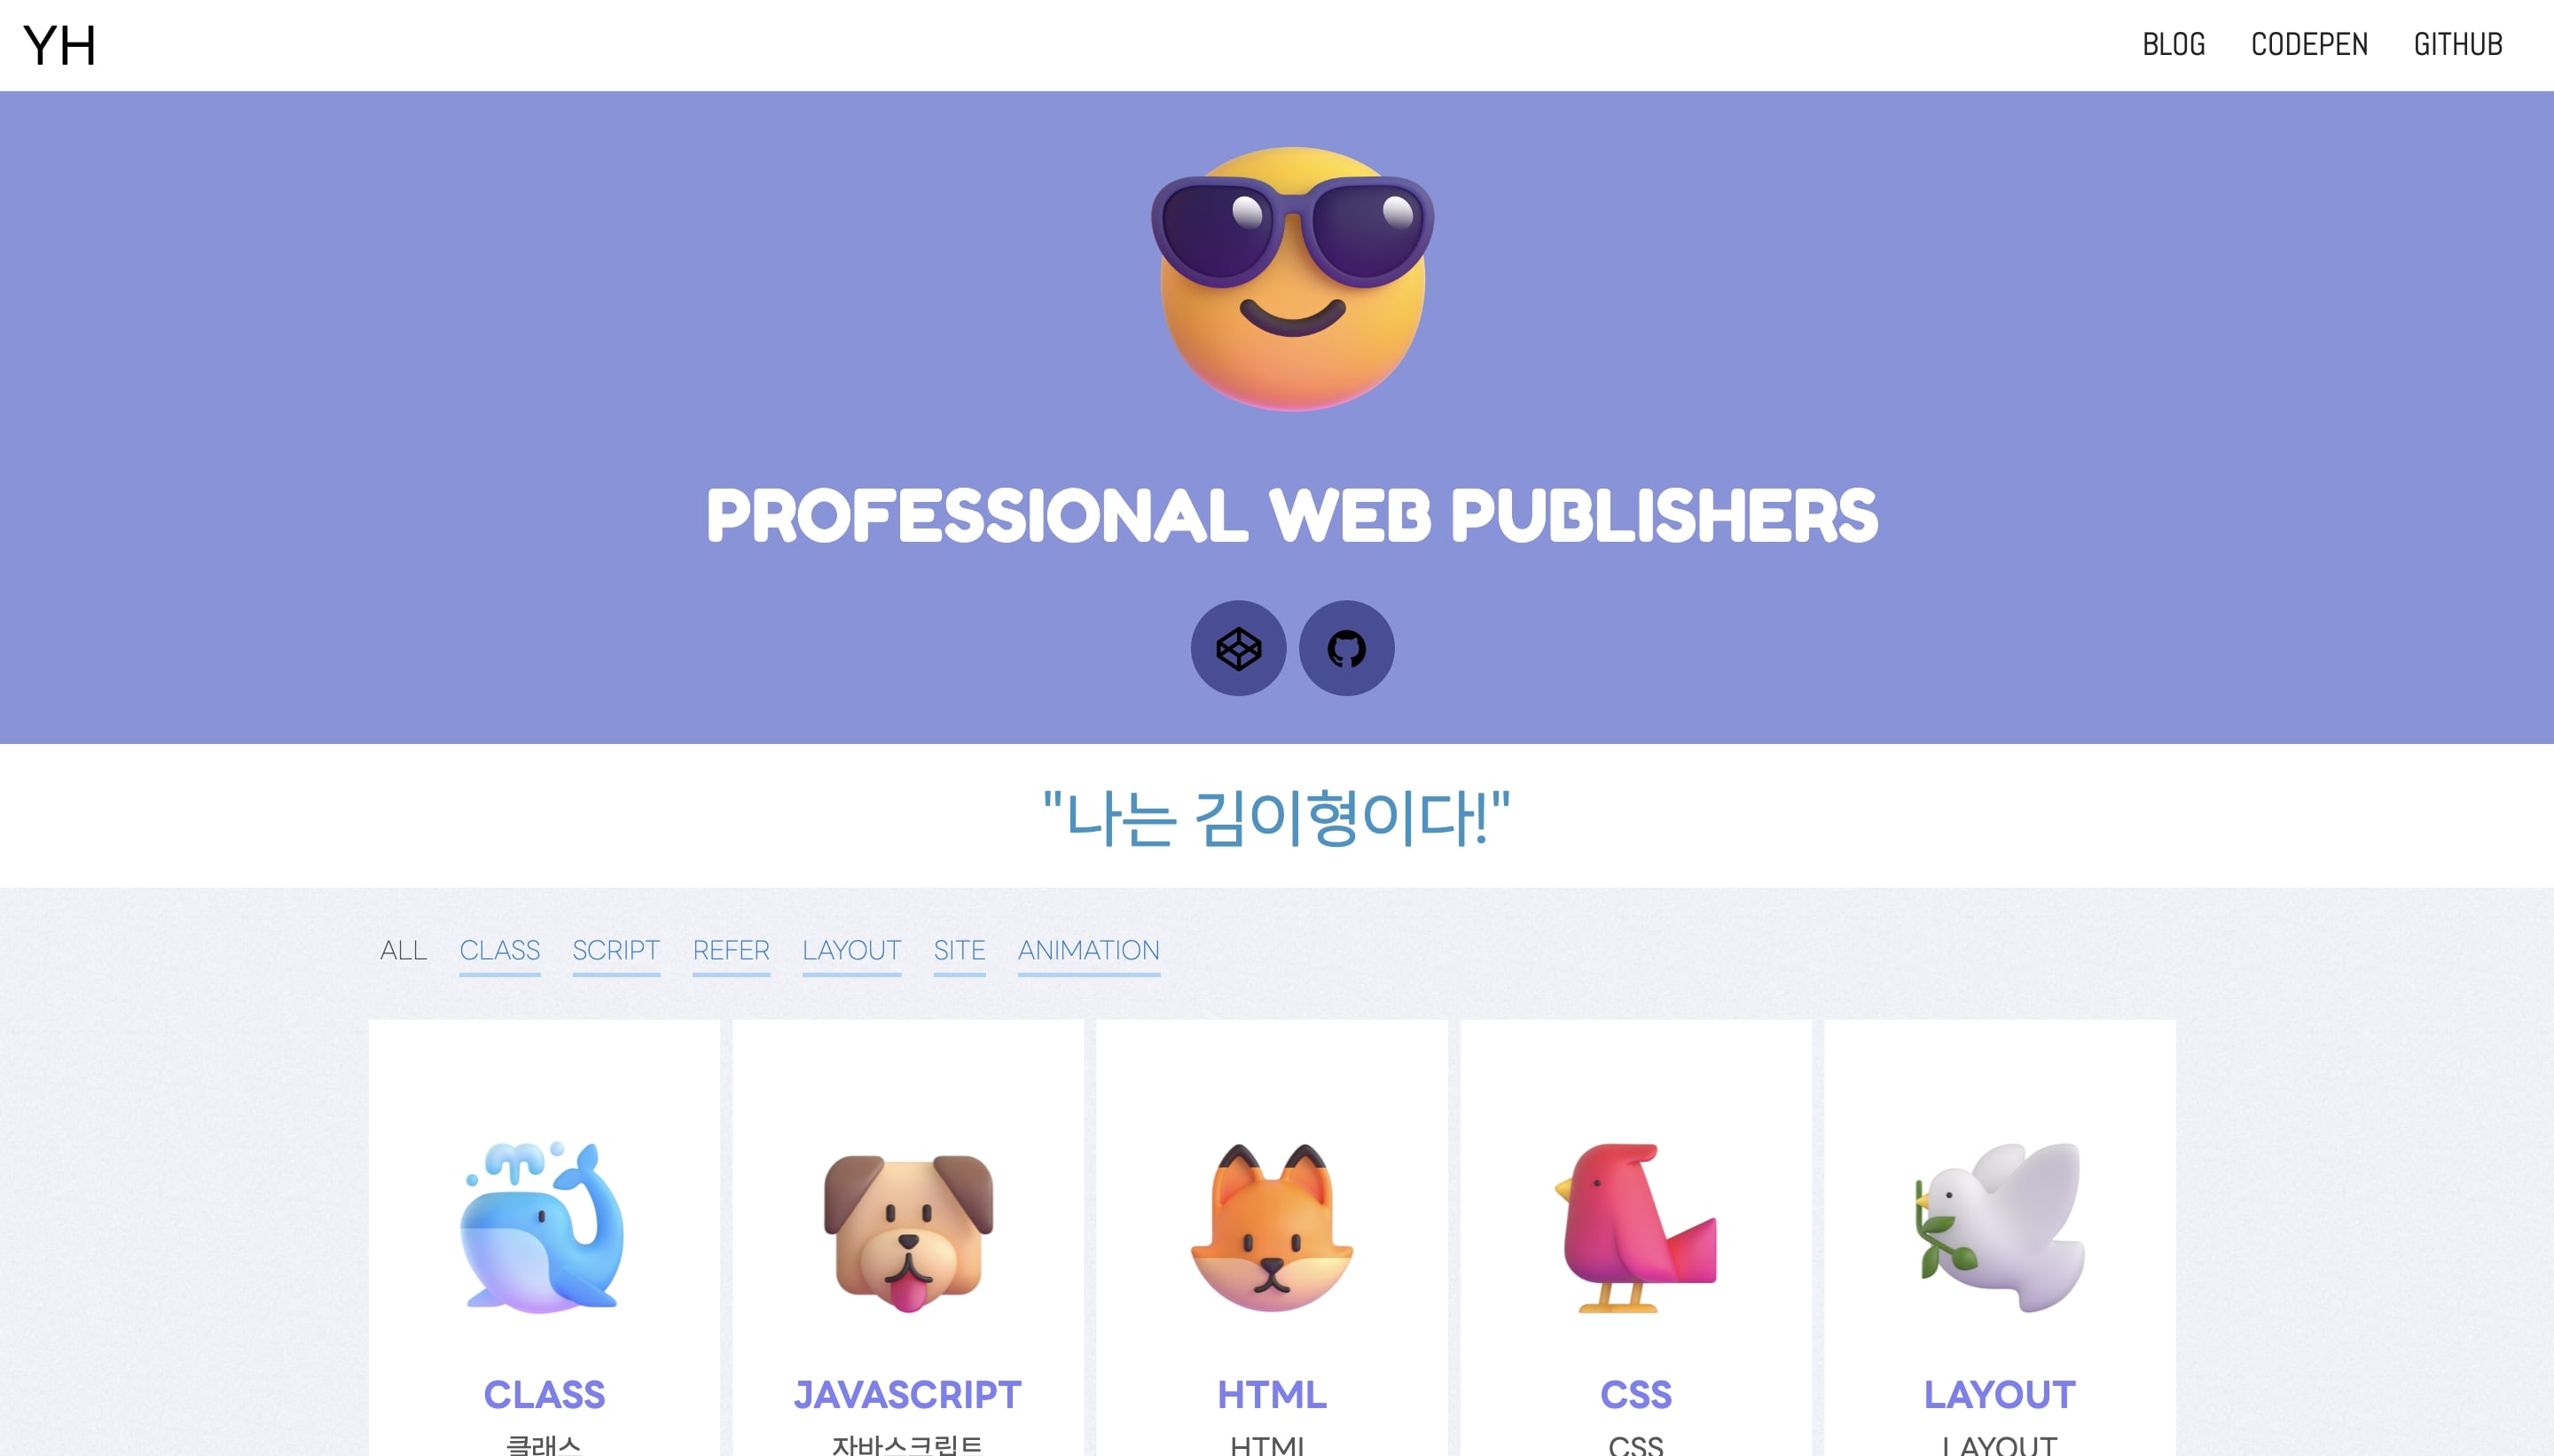 YH
BLOG CODEPEN GITHUB
PROFESSIONAL WEB PUBLISHERS
"나는 김이형이다!"
ALL CLASS SCRIPT REFER LAYOUT SITE ANIMATION
CLASS JAVASCRIPT HTML CSS LAYOUT
클래스 자바스크립트 HTML CSS LAYOUT